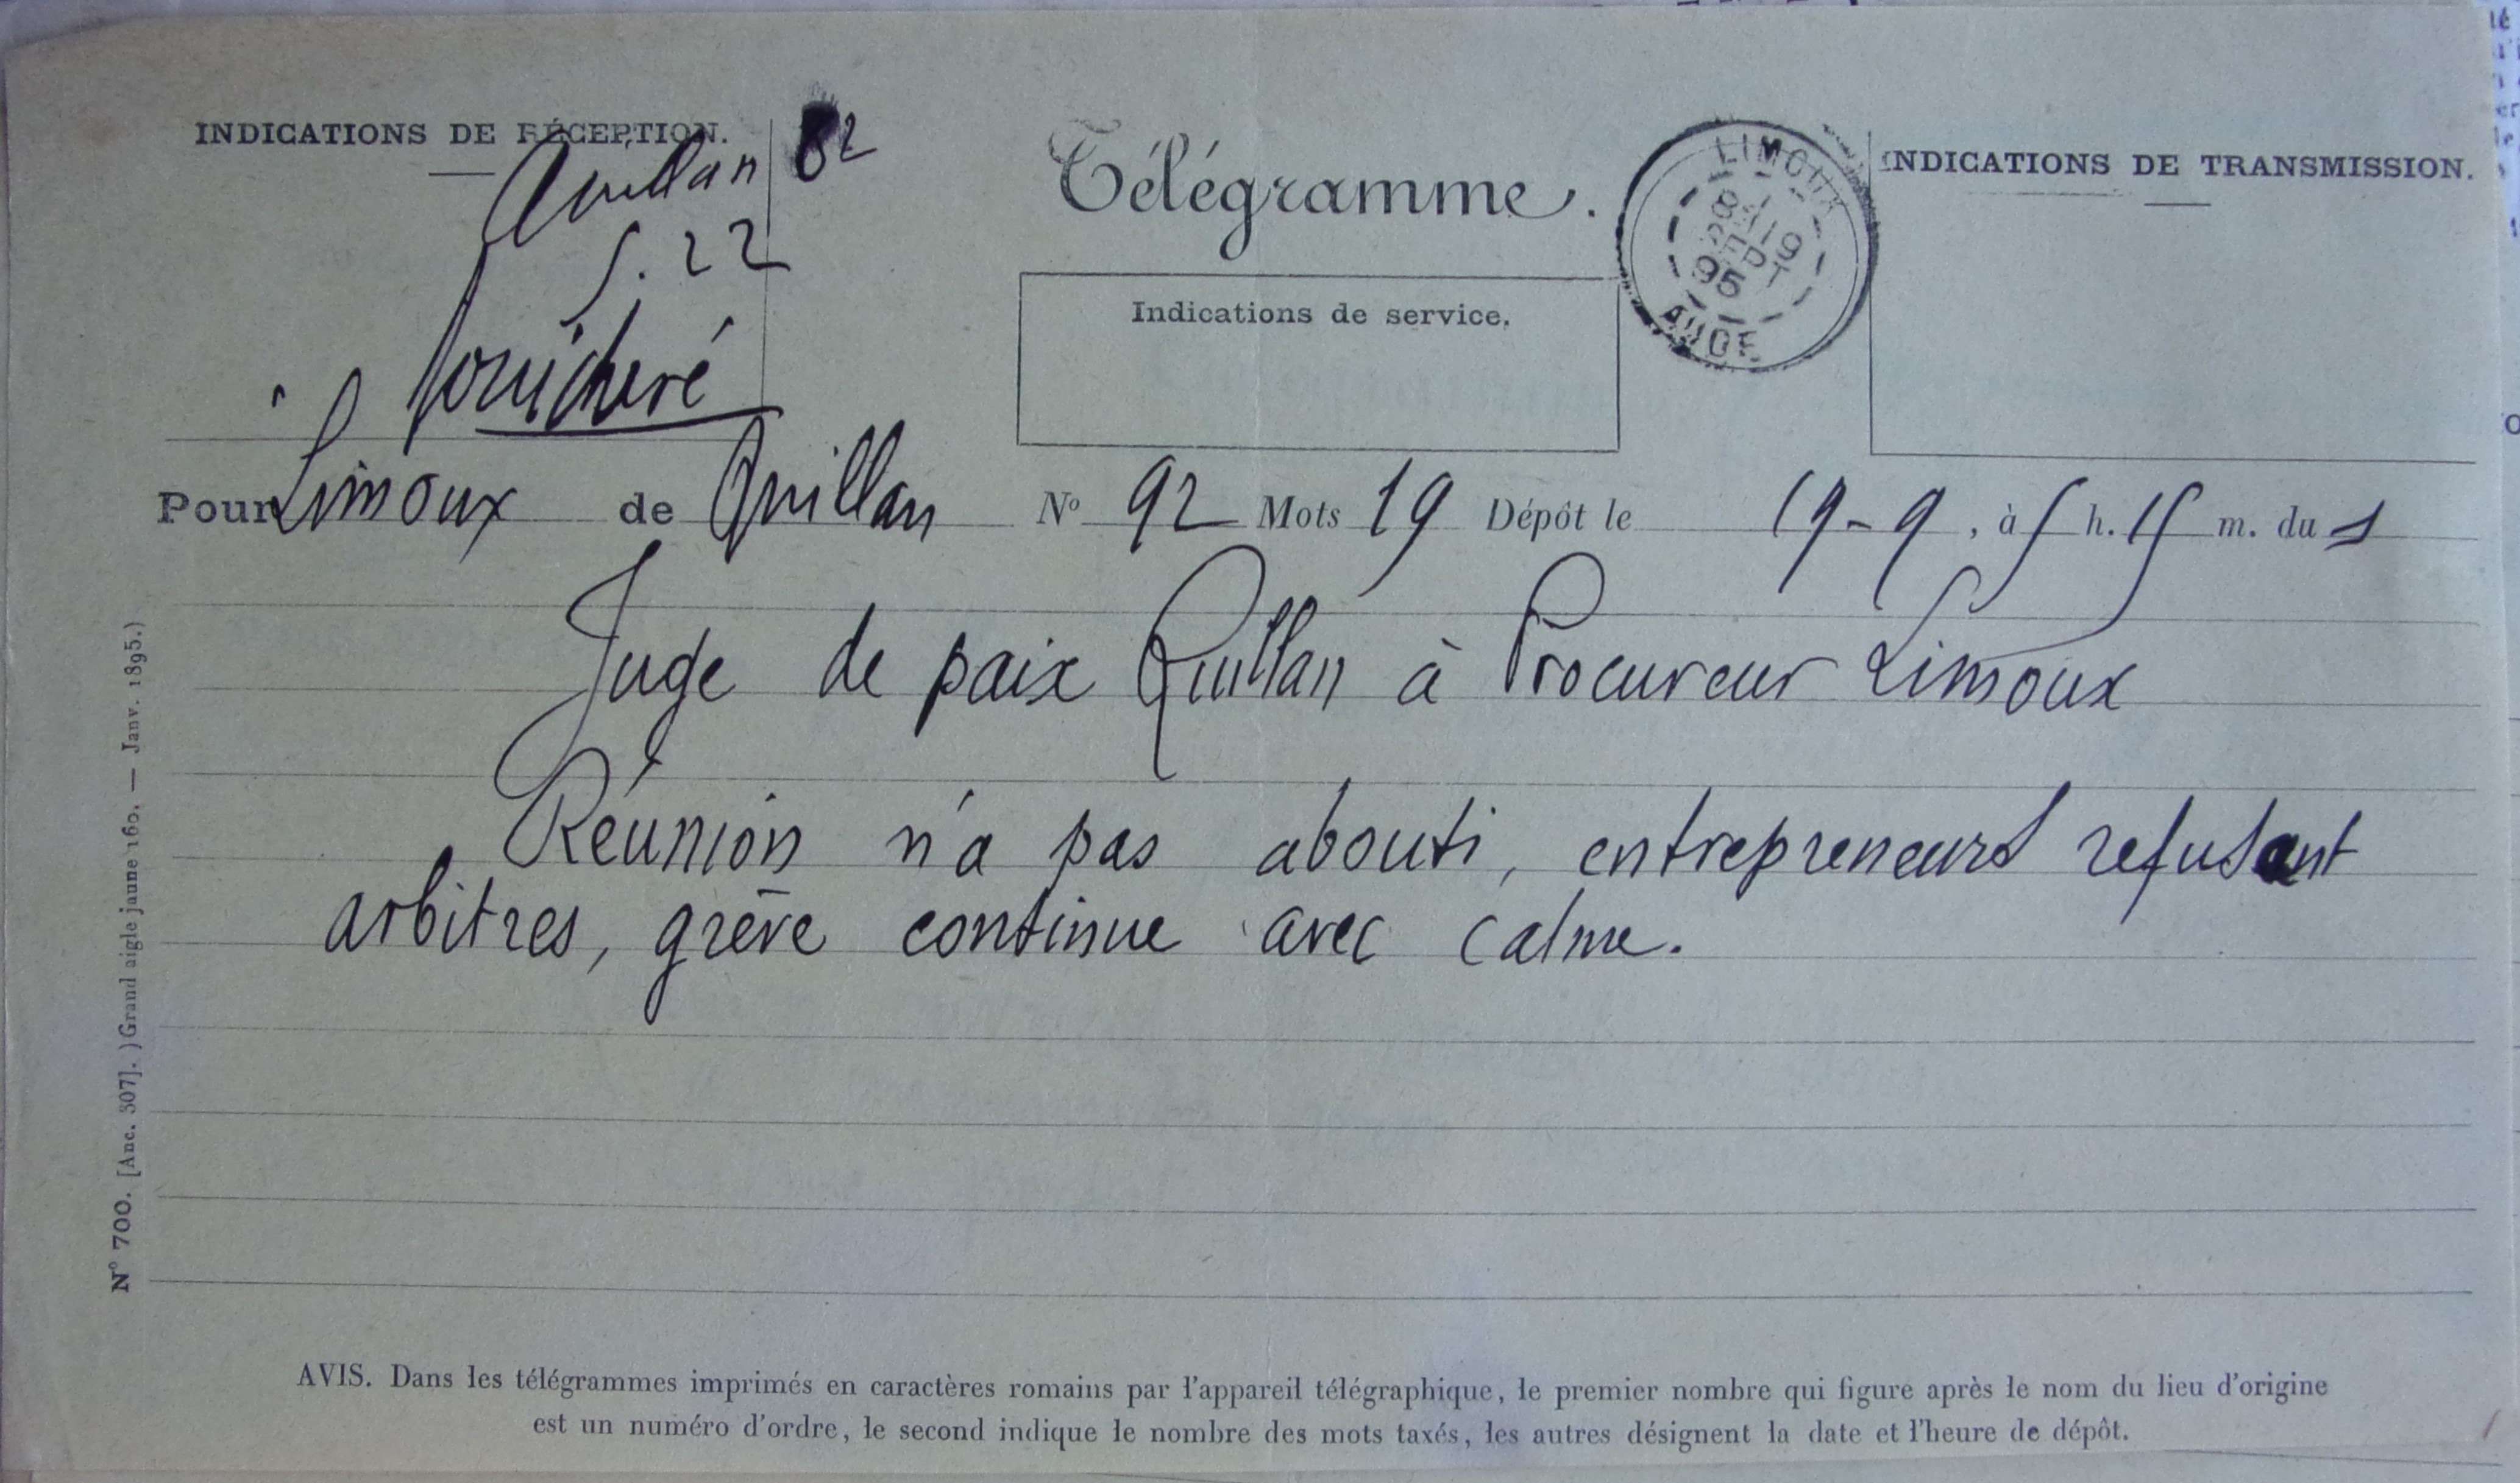 INDICATIONS DE RÉCEPTION.
Quillan 82
5.22
Télégramme.
Indications de service.
LIMOUX
19
SEPT
95
AUDE
INDICATIONS DE TRANSMISSION.
Pour Limoux de Quillan N° 92 Mots 19 Dépôt le 19-9, à 5 h. 15 m. du s
Juge de paix Quillan à Procureur Limoux
Réunion n'a pas abouti, entrepreneurs refusant
arbitres, grève continue avec calme.
N° 700. [Anc. 307]. ) Grand aigle jaune 160. — Janv. 1895.)
AVIS. Dans les télégrammes imprimés en caractères romains par l'appareil télégraphique, le premier nombre qui figure après le nom du lieu d'origine
est un numéro d'ordre, le second indique le nombre des mots taxés, les autres désignent la date et l'heure de dépôt.